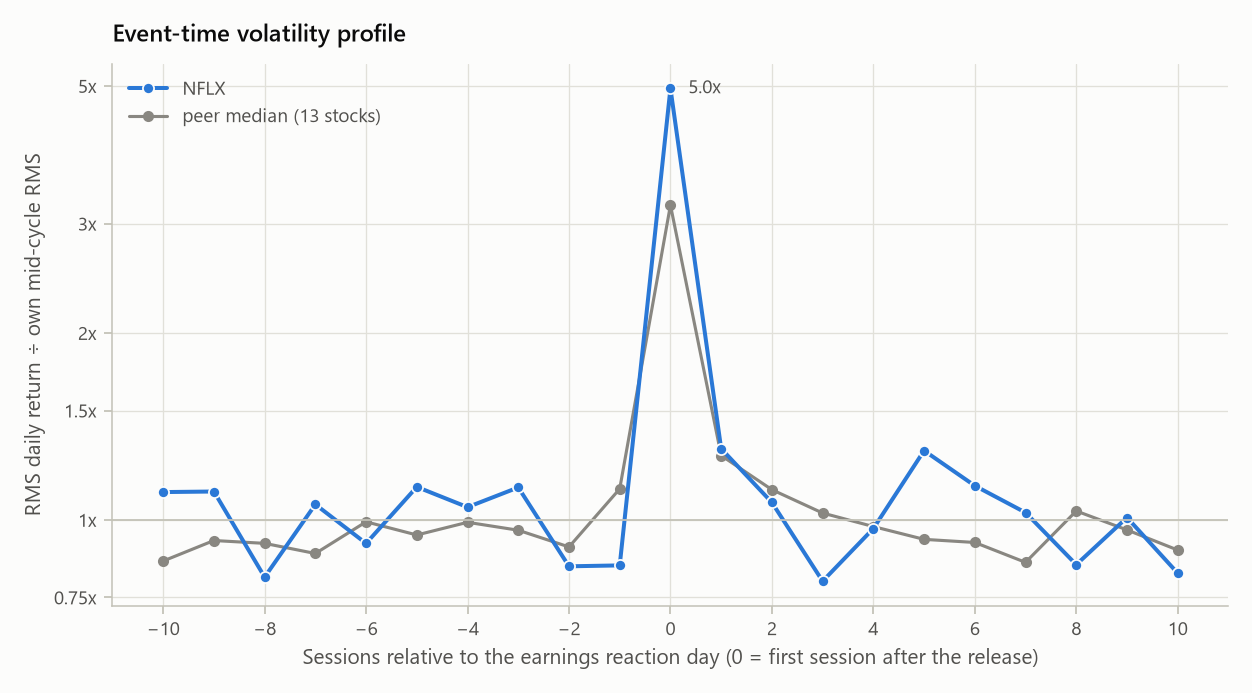 Event-time volatility profile
NFLX
peer median (13 stocks)
5.0x
RMS daily return ÷ own mid-cycle RMS
5x
3x
2x
1.5x
1x
0.75x
−10 −8 −6 −4 −2 0 2 4 6 8 10
Sessions relative to the earnings reaction day (0 = first session after the release)